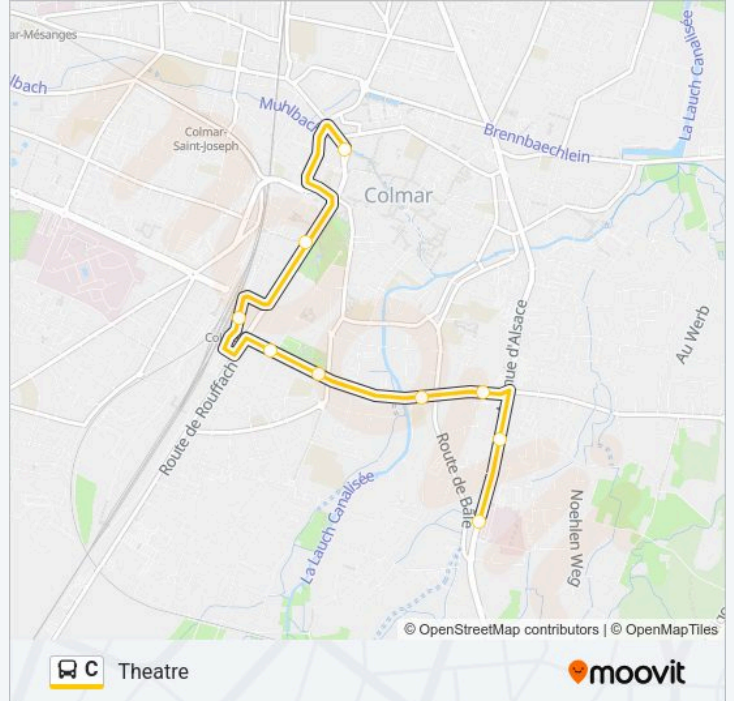 ar-Mésanges
lbach
Muhlbach
Colmar-
Saint-Joseph
Brennbaechlein
La Lauch Canalisée
Colmar
Col
nue d'Alsace
Au Werb
Route de Rouffach
Route de Bâle
La Lauch Canalisée
Noehlen Weg
© OpenStreetMap contributors | © OpenMapTiles
C Theatre
moovit